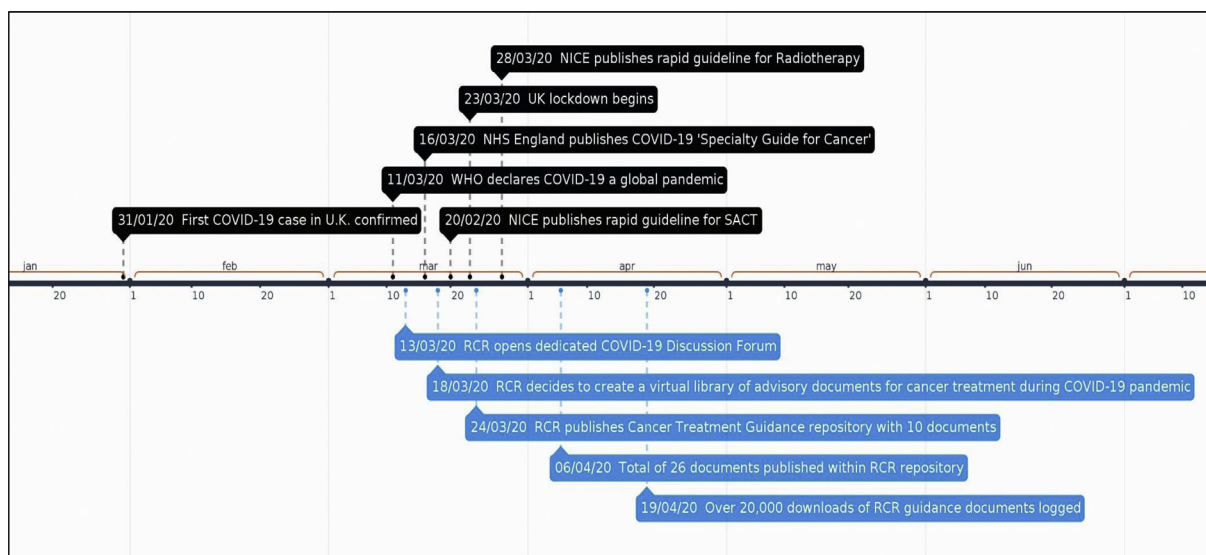 28/03/20 NICE publishes rapid guideline for Radiotherapy
23/03/20 UK lockdown begins
16/03/20 NHS England publishes COVID-19 'Specialty Guide for Cancer'
11/03/20 WHO declares COVID-19 a global pandemic
31/01/20 First COVID-19 case in U.K. confirmed
20/02/20 NICE publishes rapid guideline for SACT
jan feb mar apr may jun
20 1 10 20 1 10 20 1 10 20 1 10 20 1 10 20 1 10
13/03/20 RCR opens dedicated COVID-19 Discussion Forum
18/03/20 RCR decides to create a virtual library of advisory documents for cancer treatment during COVID-19 pandemic
24/03/20 RCR publishes Cancer Treatment Guidance repository with 10 documents
06/04/20 Total of 26 documents published within RCR repository
19/04/20 Over 20,000 downloads of RCR guidance documents logged